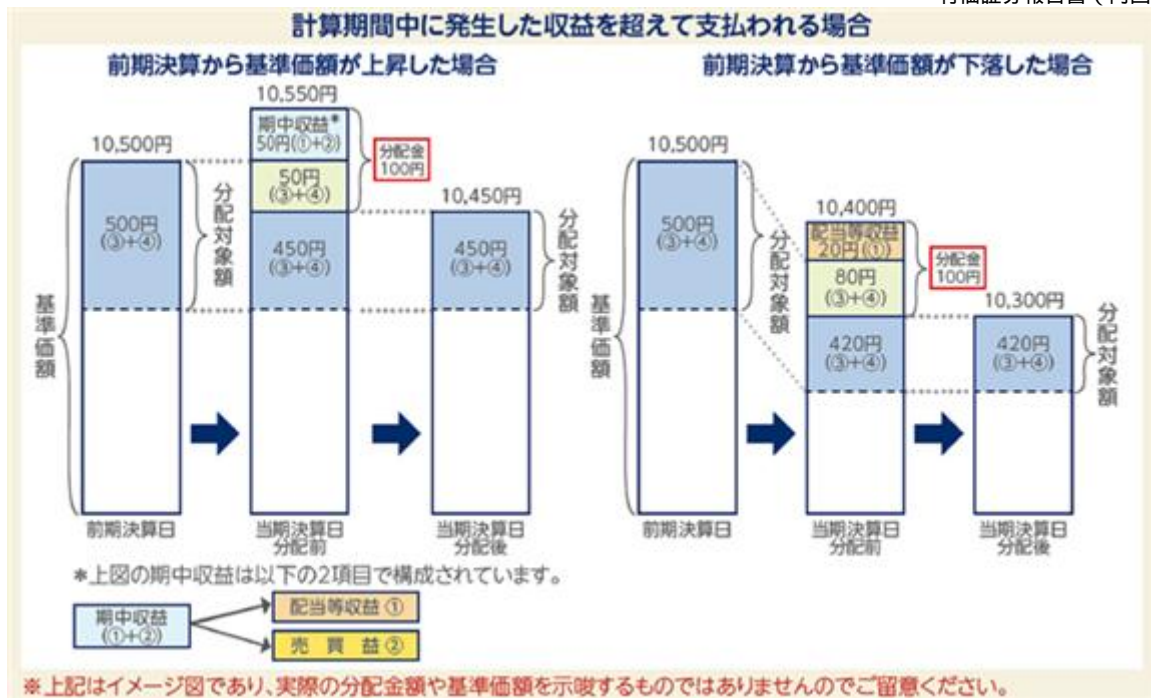 計算期間中に発生した収益を超えて支払われる場合
前期決算から基準価額が上昇した場合
10,500円
10,550円
期中収益*
50円(①+②)
50円
(③+④)
分配金
100円
10,450円
500円
(③+④)
分配対象額
450円
(③+④)
450円
(③+④)
分配対象額
基準価額
前期決算日
当期決算日
分配前
当期決算日
分配後
*上図の期中収益は以下の2項目で構成されています。
期中収益
(①+②)
配当等収益 ①
売 買 益 ②
前期決算から基準価額が下落した場合
10,500円
10,400円
配当等収益
20円(①)
80円
(③+④)
分配金
100円
10,300円
500円
(③+④)
分配対象額
420円
(③+④)
420円
(③+④)
分配対象額
基準価額
前期決算日
当期決算日
分配前
当期決算日
分配後
※上記はイメージ図であり、実際の分配金額や基準価額を示唆するものではありませんのでご留意ください。